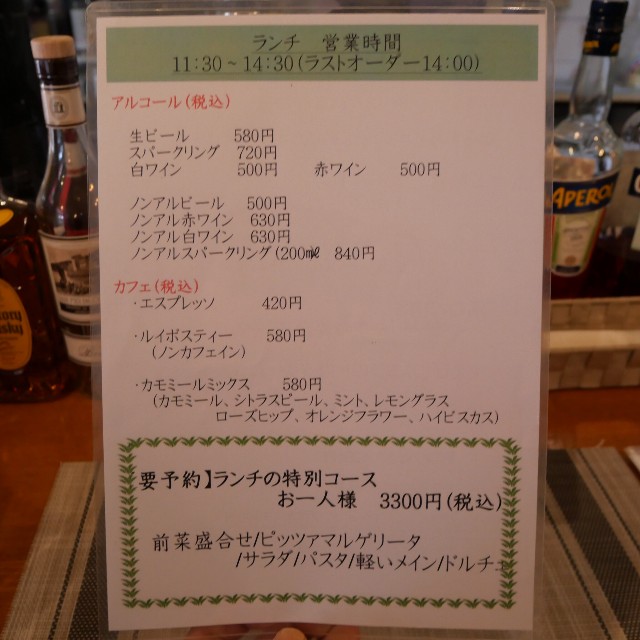 ランチ 営業時間
11:30～14:30(ラストオーダー14:00)
アルコール(税込)
生ビール 580円
スパークリング 720円
白ワイン 500円 赤ワイン 500円
ノンアルビール 500円
ノンアル赤ワイン 630円
ノンアル白ワイン 630円
ノンアルスパークリング(200㎖ 840円
カフェ(税込)
・エスプレッソ 420円
・ルイボスティー 580円
(ノンカフェイン)
・カモミールミックス 580円
(カモミール、シトラスピール、ミント、レモングラス
ローズヒップ、オレンジフラワー、ハイビスカス)
要予約】ランチの特別コース
お一人様 3300円(税込)
前菜盛合せ/ピッツァマルゲリータ
/サラダ/パスタ/軽いメイン/ドルチェ
APEROL